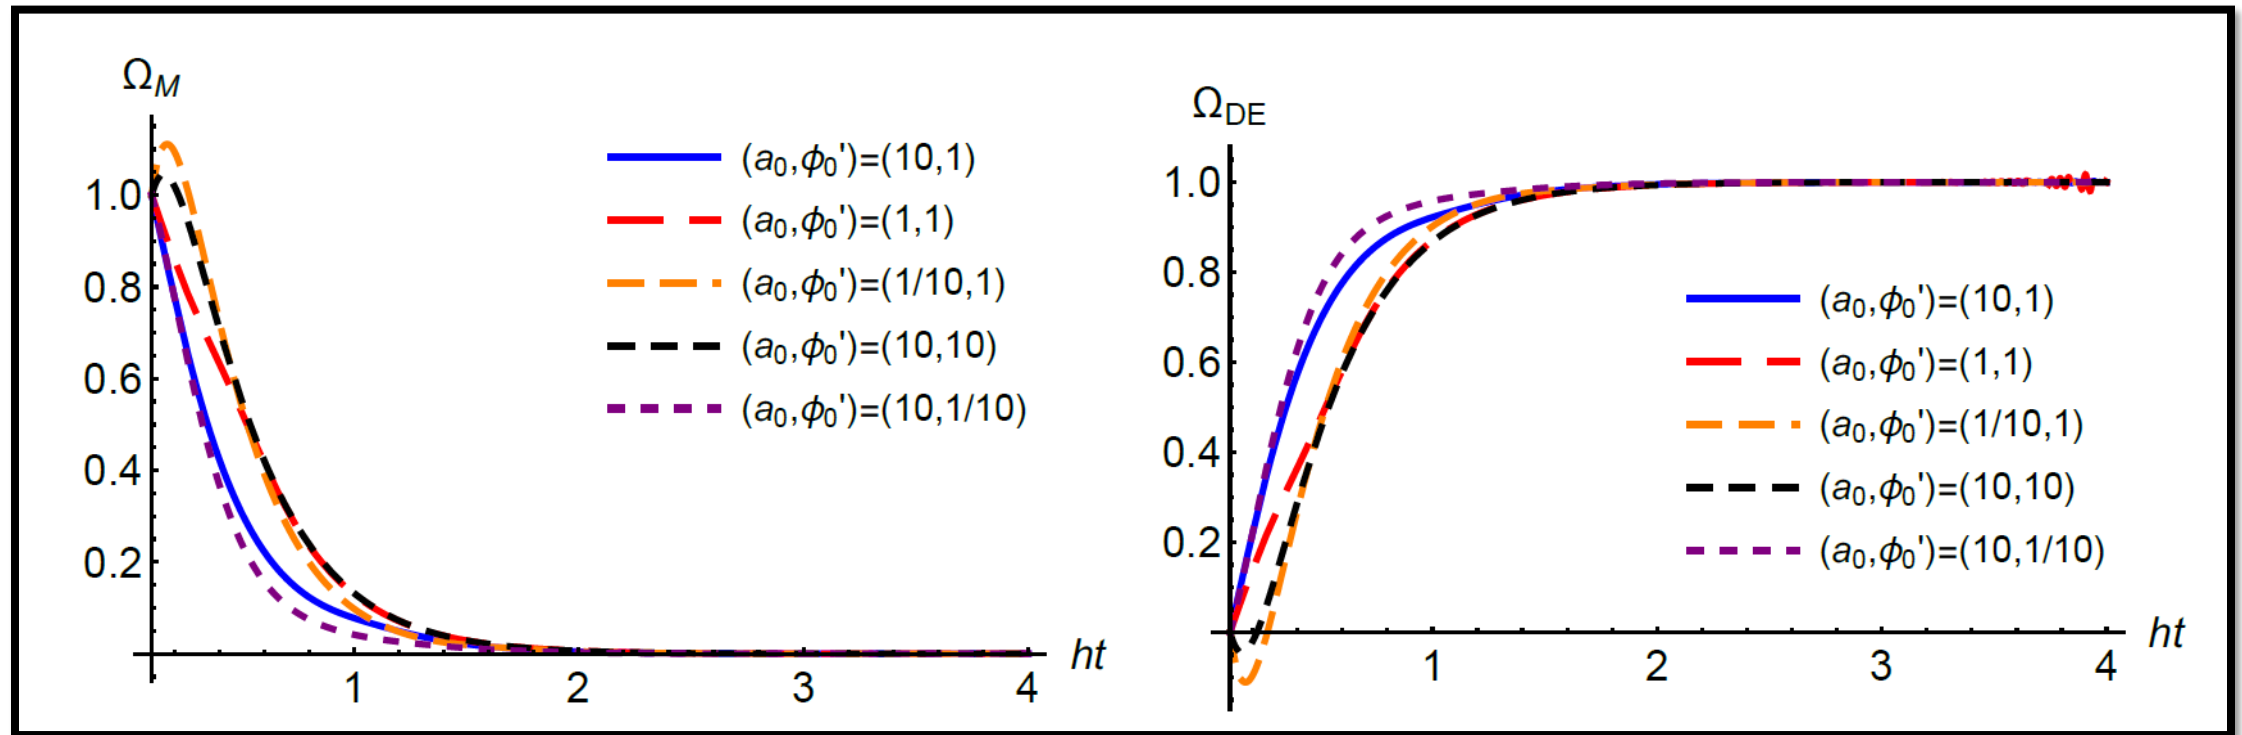 Ω_M
1.0
0.8
0.6
0.4
0.2
1 2 3 4
ht
(a₀,ϕ₀')=(10,1)
(a₀,ϕ₀')=(1,1)
(a₀,ϕ₀')=(1/10,1)
(a₀,ϕ₀')=(10,10)
(a₀,ϕ₀')=(10,1/10)
Ω_DE
1.0
0.8
0.6
0.4
0.2
1 2 3 4
ht
(a₀,ϕ₀')=(10,1)
(a₀,ϕ₀')=(1,1)
(a₀,ϕ₀')=(1/10,1)
(a₀,ϕ₀')=(10,10)
(a₀,ϕ₀')=(10,1/10)